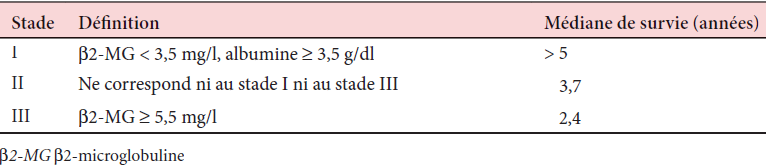 Stade Définition Médiane de survie (années)
I β2-MG < 3,5 mg/l, albumine ≥ 3,5 g/dl > 5
II Ne correspond ni au stade I ni au stade III 3,7
III β2-MG ≥ 5,5 mg/l 2,4
β2-MG β2-microglobuline